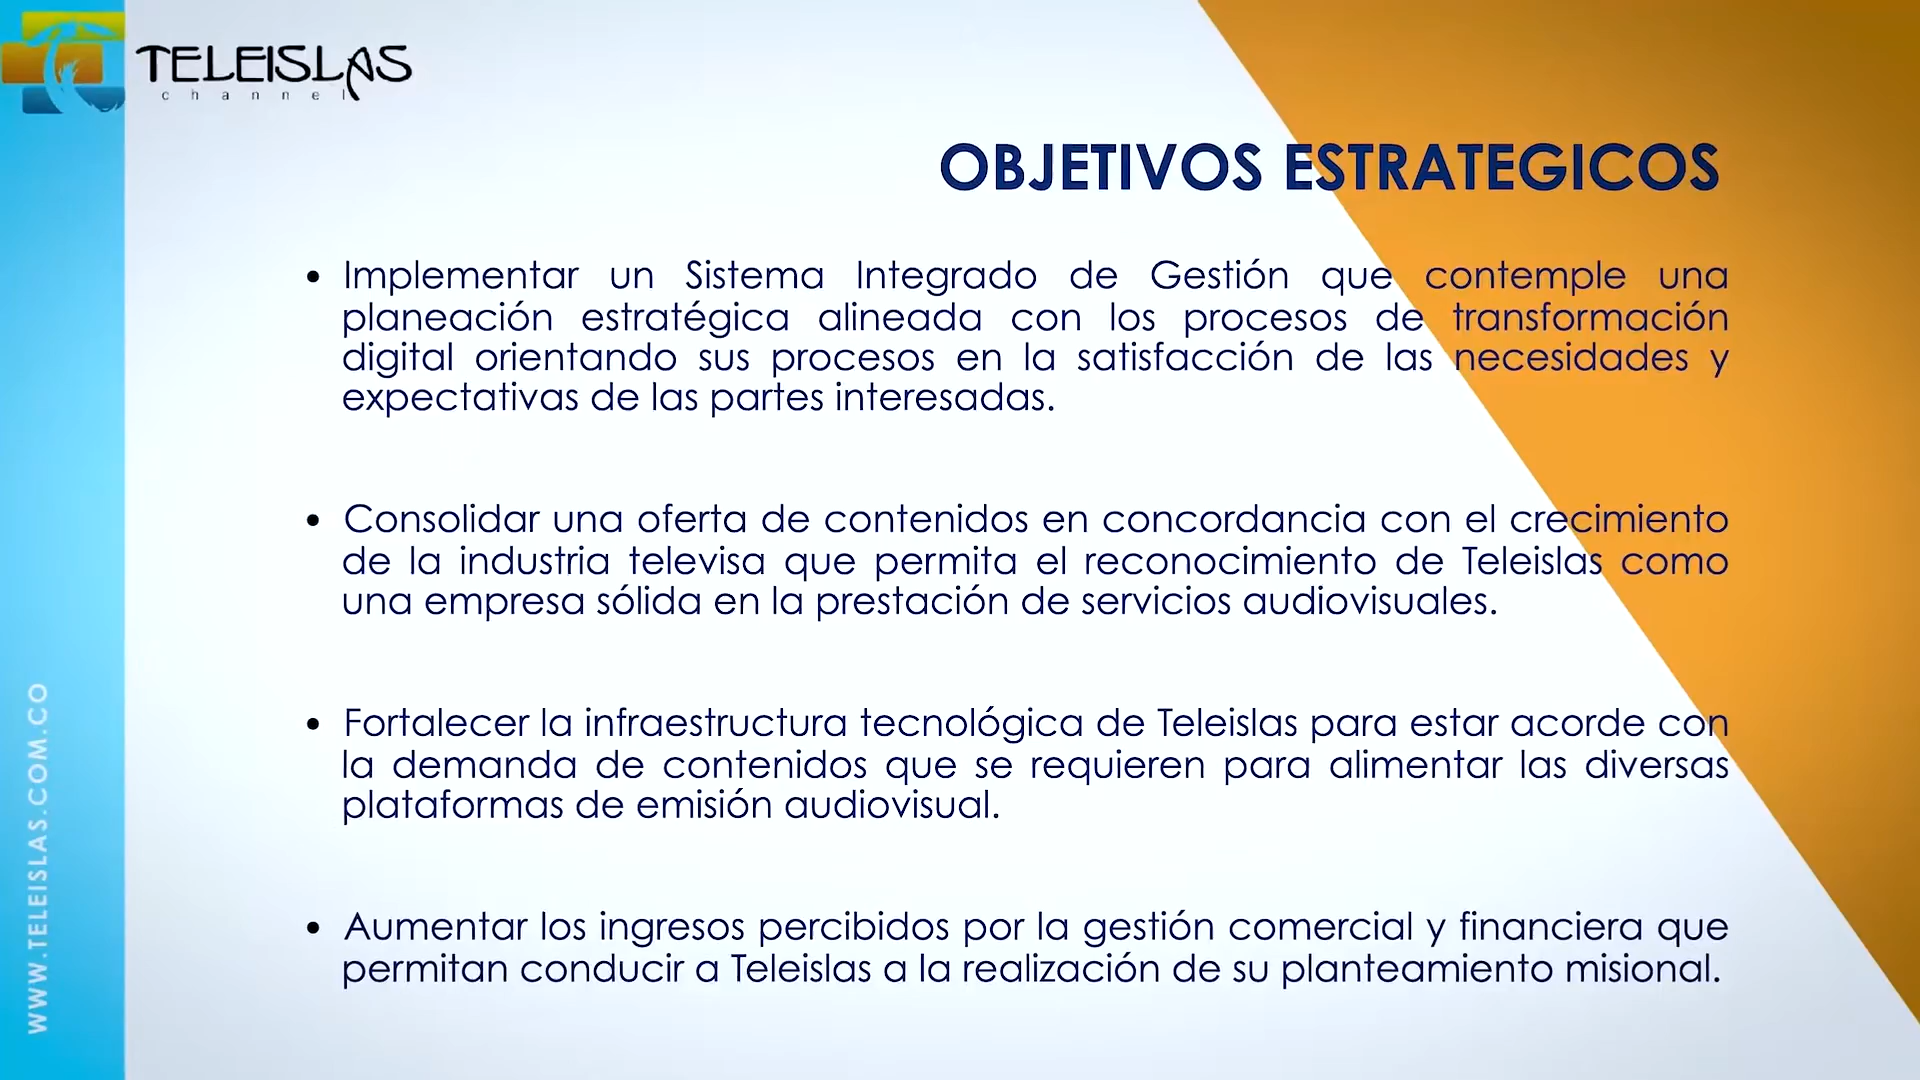 TELEISLAS
channel
OBJETIVOS ESTRATEGICOS
• Implementar un Sistema Integrado de Gestión que contemple una
planeación estratégica alineada con los procesos de transformación
digital orientando sus procesos en la satisfacción de las necesidades y
expectativas de las partes interesadas.
• Consolidar una oferta de contenidos en concordancia con el crecimiento
de la industria televisa que permita el reconocimiento de Teleislas como
una empresa sólida en la prestación de servicios audiovisuales.
• Fortalecer la infraestructura tecnológica de Teleislas para estar acorde con
la demanda de contenidos que se requieren para alimentar las diversas
plataformas de emisión audiovisual.
• Aumentar los ingresos percibidos por la gestión comercial y financiera que
permitan conducir a Teleislas a la realización de su planteamiento misional.
WWW.TELEISLAS.COM.CO